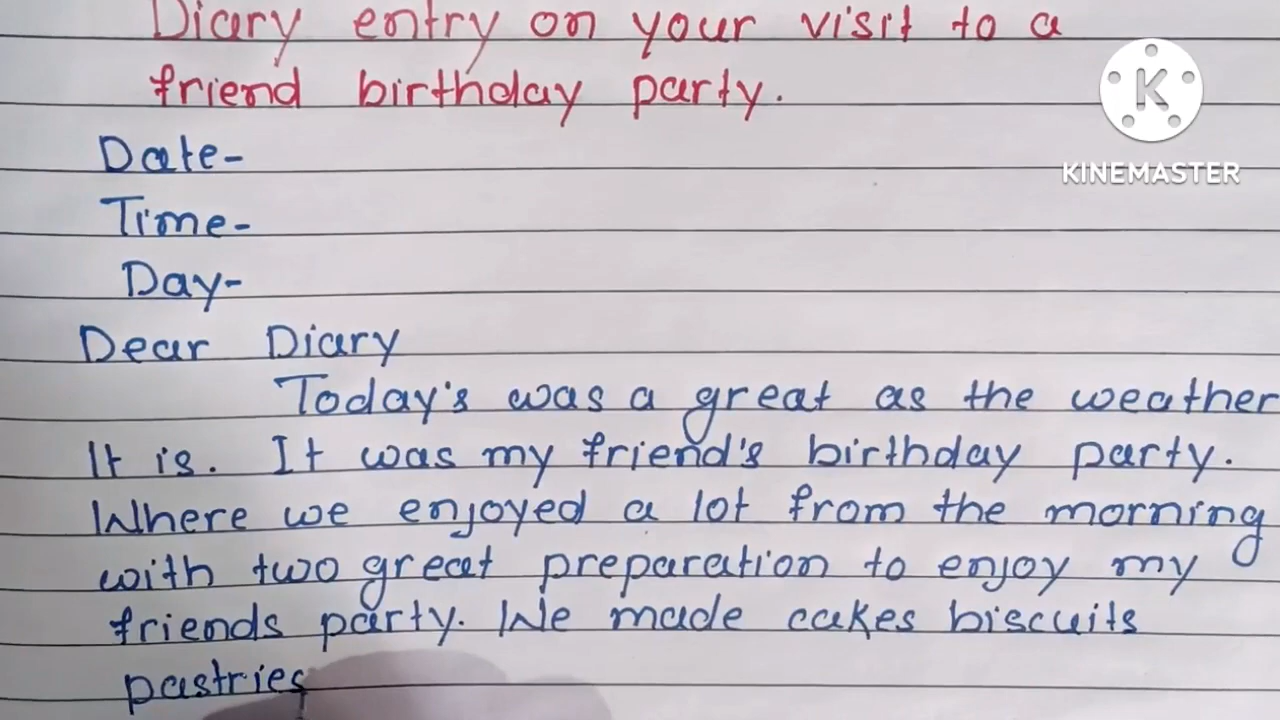 Diary entry on your visit to a
friend birthday party.
KINEMASTER
Date-
Time-
Day-
Dear Diary
Today's was a great as the weather
It is. It was my friend's birthday party.
Where we enjoyed a lot from the morning
with two great preparation to enjoy my
friends party. We made cakes biscuits
pastries